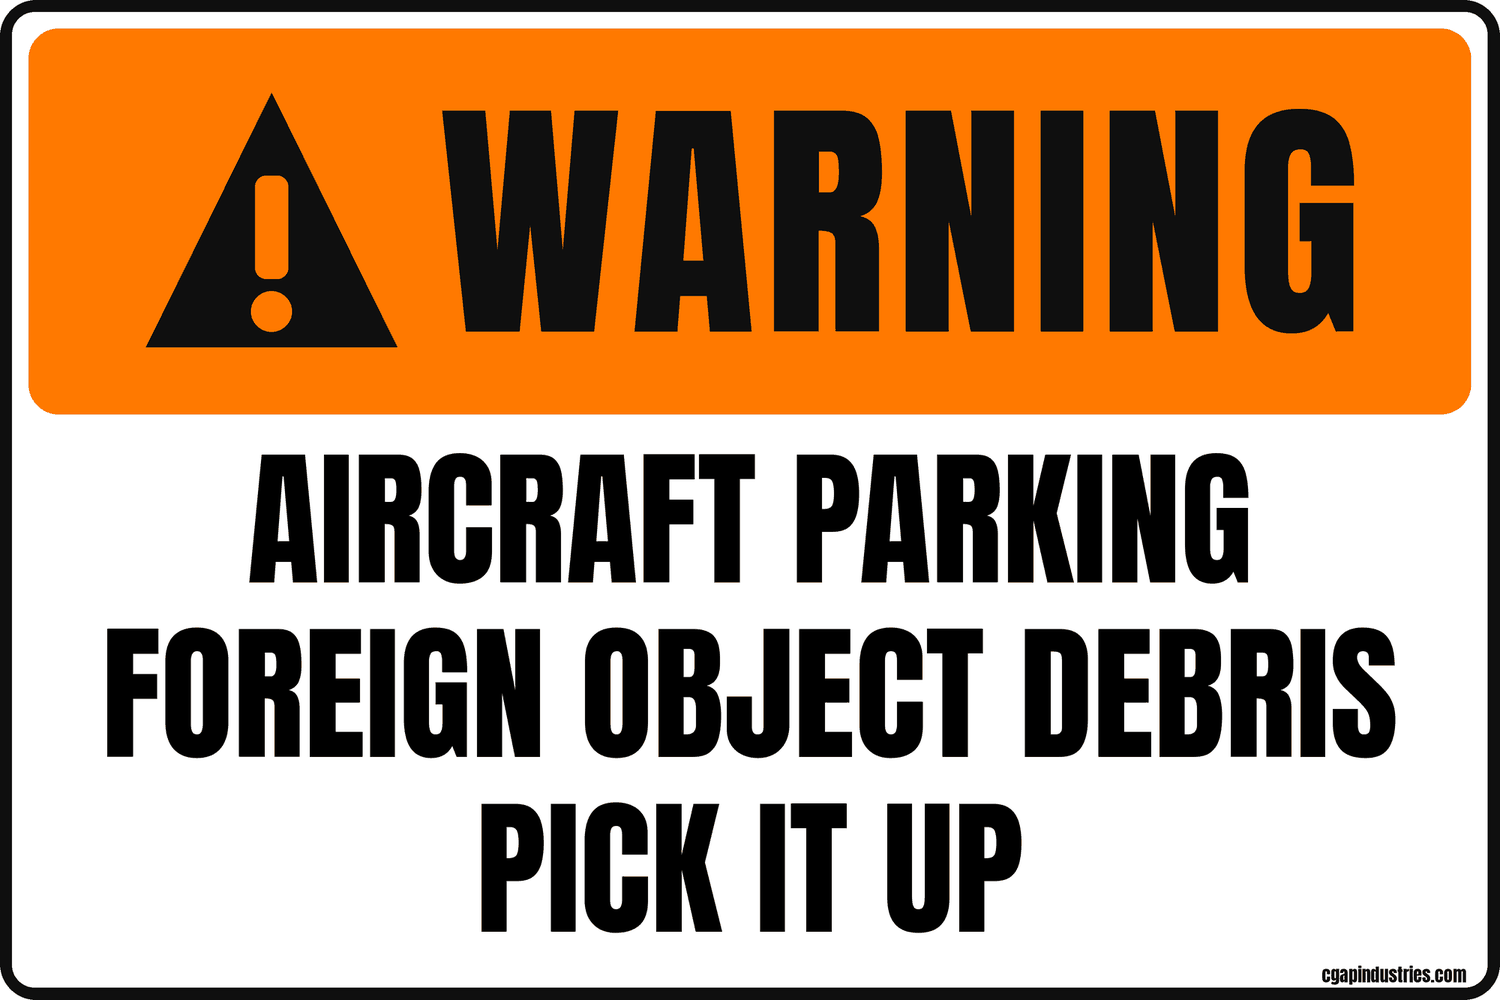 WARNING
AIRCRAFT PARKING
FOREIGN OBJECT DEBRIS
PICK IT UP
cgapindustries.com